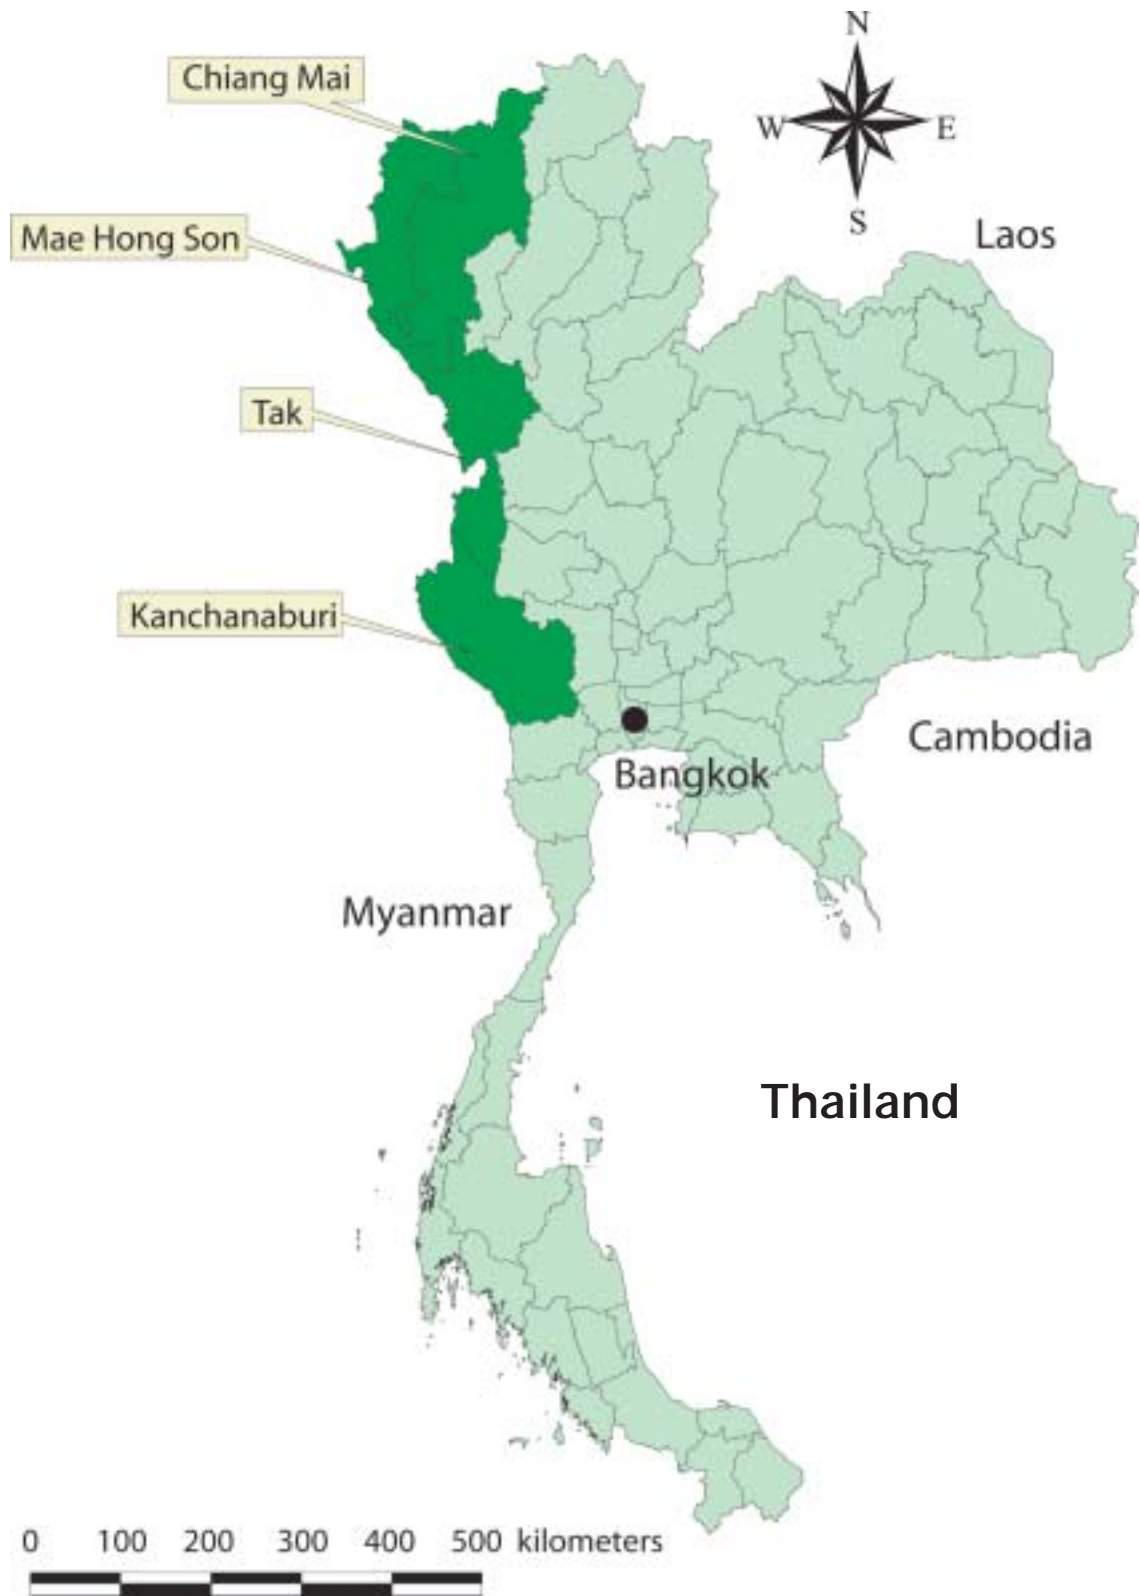 N
Chiang Mai
W
E
S
Laos
Mae Hong Son
Tak
Kanchanaburi
Cambodia
Bangkok
Myanmar
Thailand
0 100 200 300 400 500 kilometers